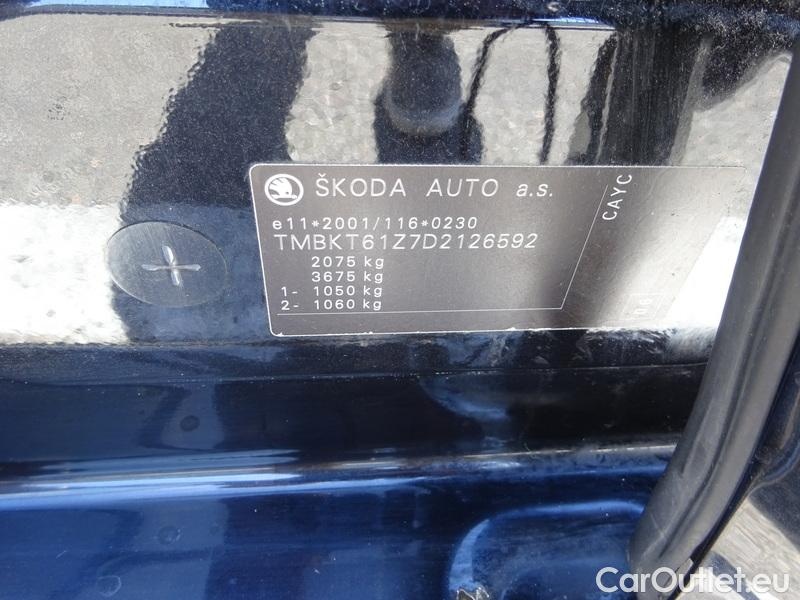 ŠKODA AUTO a.s.
e11*2001/116*0230
TMBKT61Z7D2126592
2075 kg
3675 kg
1- 1050 kg
2- 1060 kg
CAYC
CarOutlet.eu